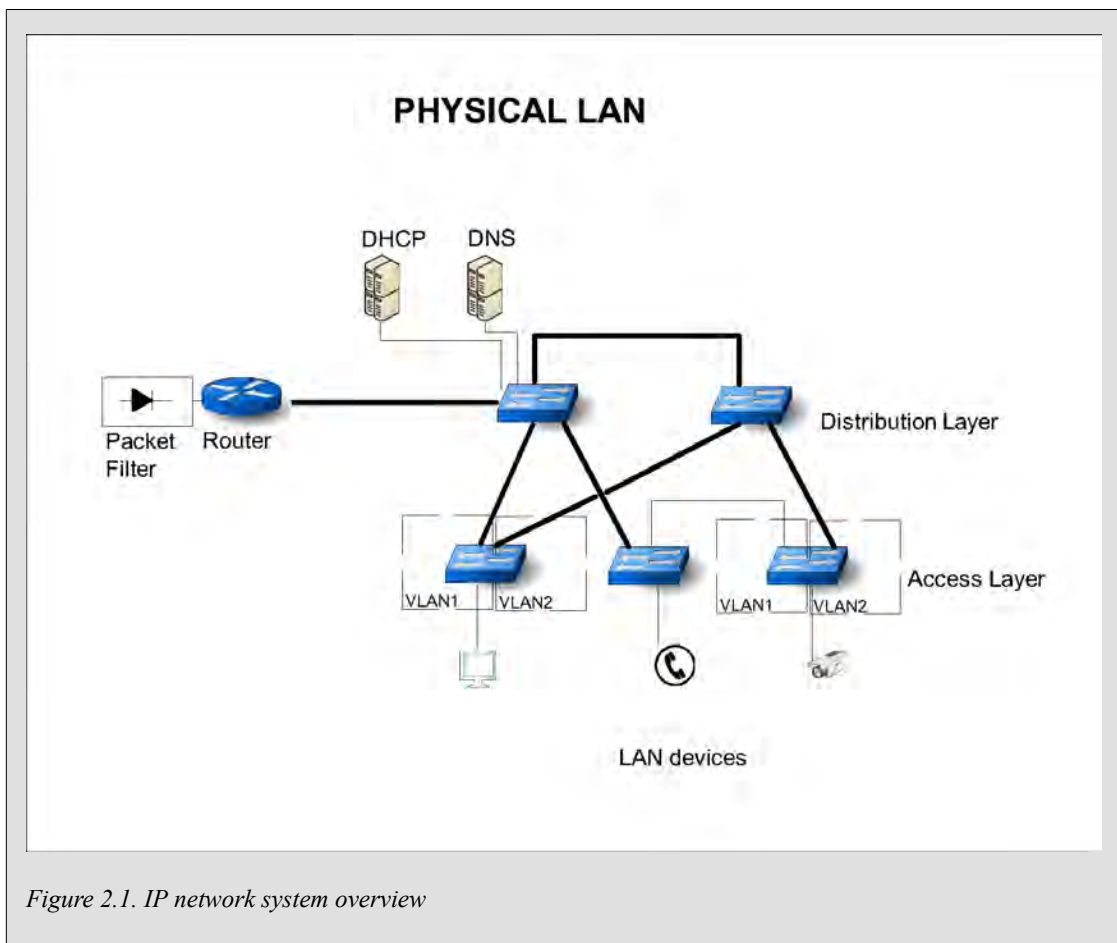 PHYSICAL LAN
DHCP
DNS
Packet
Filter
Router
Distribution Layer
Access Layer
VLAN1
VLAN2
VLAN1
VLAN2
LAN devices
Figure 2.1. IP network system overview